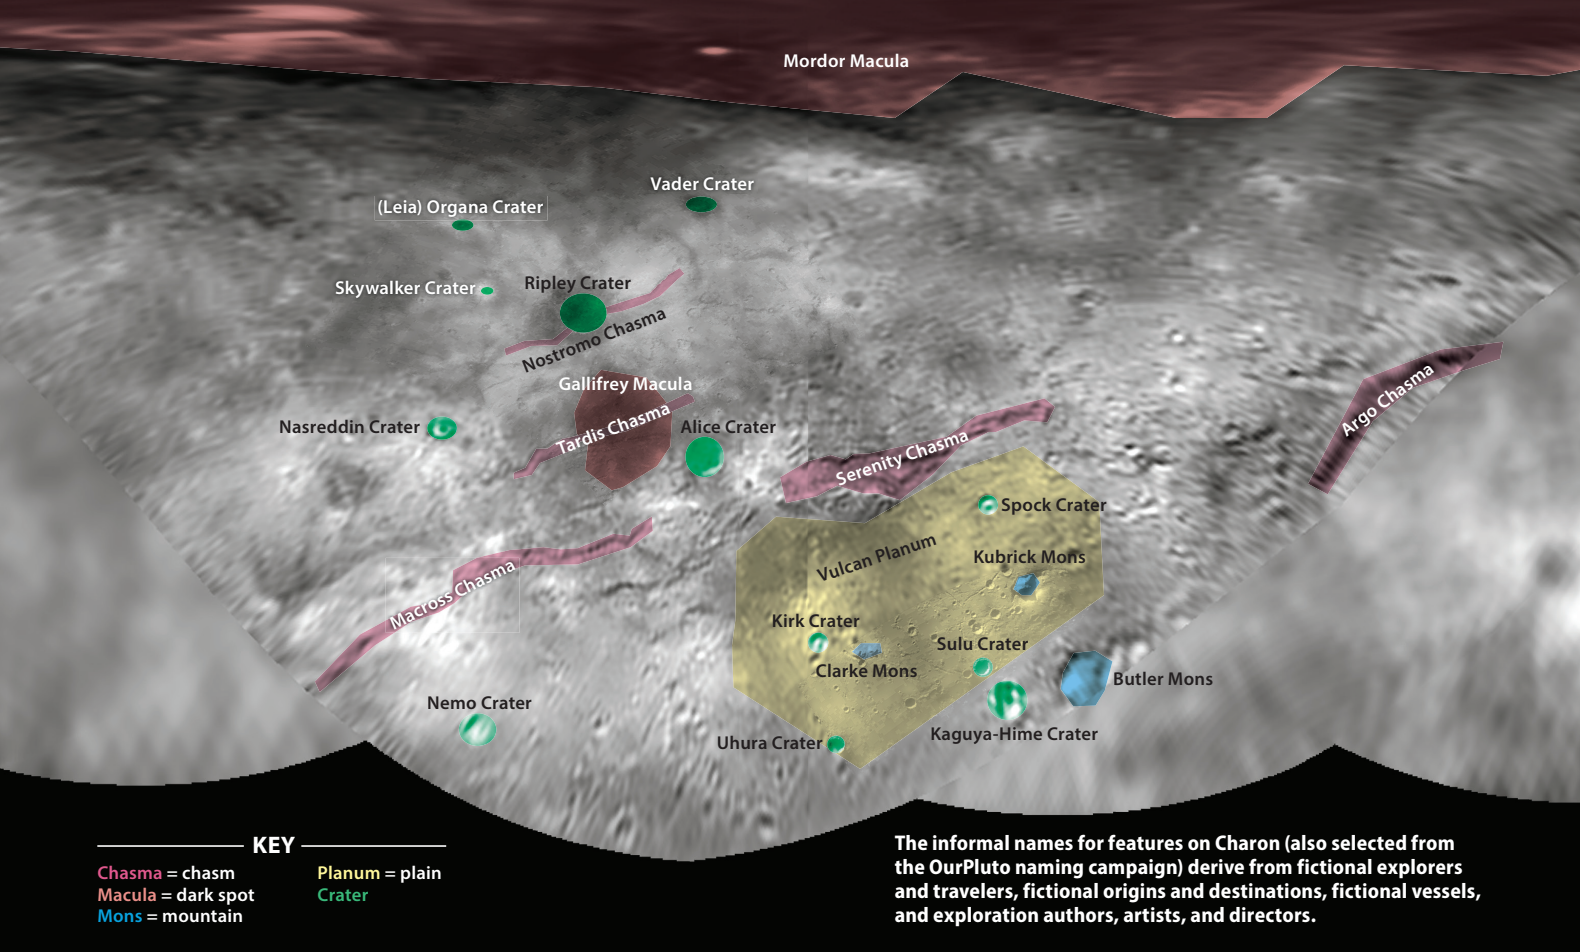 Mordor Macula
Vader Crater
(Leia) Organa Crater
Skywalker Crater
Ripley Crater
Nostromo Chasma
Gallifrey Macula
Tardis Chasma
Nasreddin Crater
Alice Crater
Serenity Chasma
Argo Chasma
Spock Crater
Vulcan Planum
Kubrick Mons
Macross Chasma
Kirk Crater
Sulu Crater
Clarke Mons
Butler Mons
Nemo Crater
Kaguya-Hime Crater
Uhura Crater
KEY
Chasma = chasm
Macula = dark spot
Mons = mountain
Planum = plain
Crater
The informal names for features on Charon (also selected from
the OurPluto naming campaign) derive from fictional explorers
and travelers, fictional origins and destinations, fictional vessels,
and exploration authors, artists, and directors.